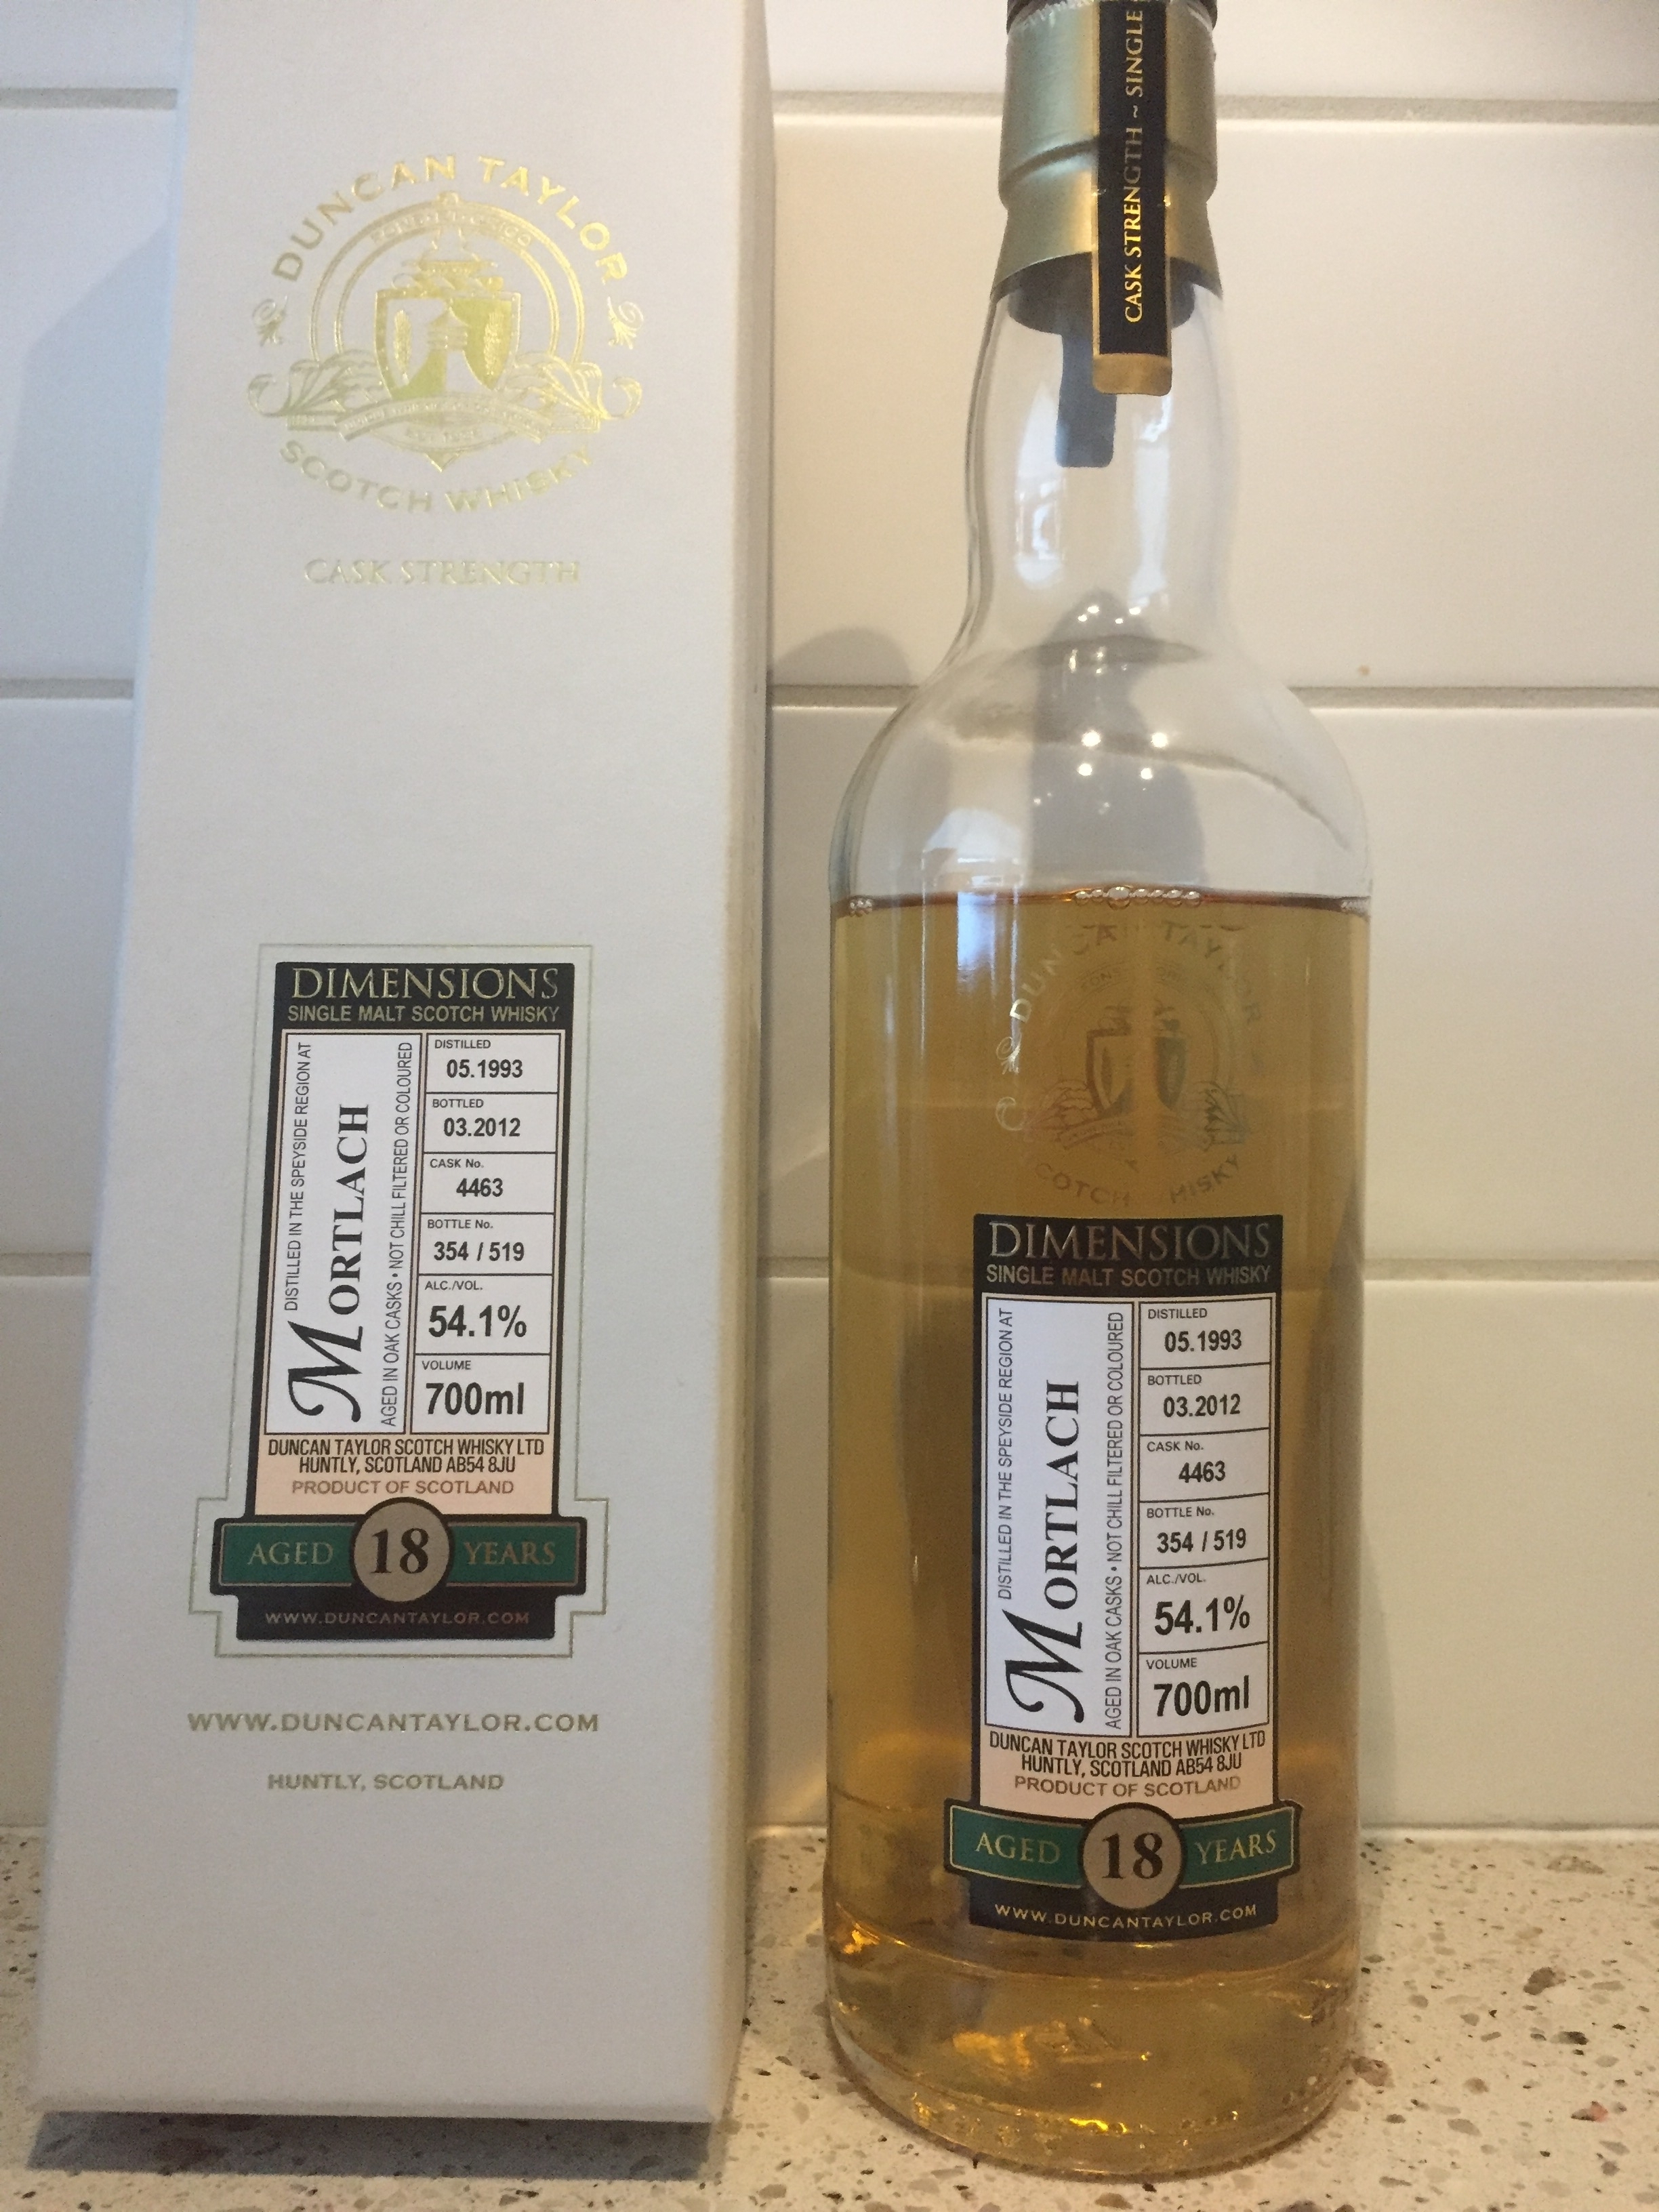 DUNCAN TAYLOR
SCOTCH WHISKY
CASK STRENGTH
DIMENSIONS
SINGLE MALT SCOTCH WHISKY
DISTILLED IN THE SPEYSIDE REGION AT
MORTLACH
AGED IN OAK CASKS • NOT CHILL FILTERED OR COLOURED
DISTILLED
05.1993
BOTTLED
03.2012
CASK No.
4463
BOTTLE No.
354 / 519
ALC./VOL.
54.1%
VOLUME
700ml
DUNCAN TAYLOR SCOTCH WHISKY LTD
HUNTLY, SCOTLAND AB54 8JU
PRODUCT OF SCOTLAND
AGED 18 YEARS
WWW.DUNCANTAYLOR.COM
WWW.DUNCANTAYLOR.COM
HUNTLY, SCOTLAND
CASK STRENGTH ~ SINGLE
DUNCAN TAYLOR
SCOTCH WHISKY
DIMENSIONS
SINGLE MALT SCOTCH WHISKY
DISTILLED IN THE SPEYSIDE REGION AT
MORTLACH
AGED IN OAK CASKS • NOT CHILL FILTERED OR COLOURED
DISTILLED
05.1993
BOTTLED
03.2012
CASK No.
4463
BOTTLE No.
354 / 519
ALC./VOL.
54.1%
VOLUME
700ml
DUNCAN TAYLOR SCOTCH WHISKY LTD
HUNTLY, SCOTLAND AB54 8JU
PRODUCT OF SCOTLAND
AGED 18 YEARS
WWW.DUNCANTAYLOR.COM